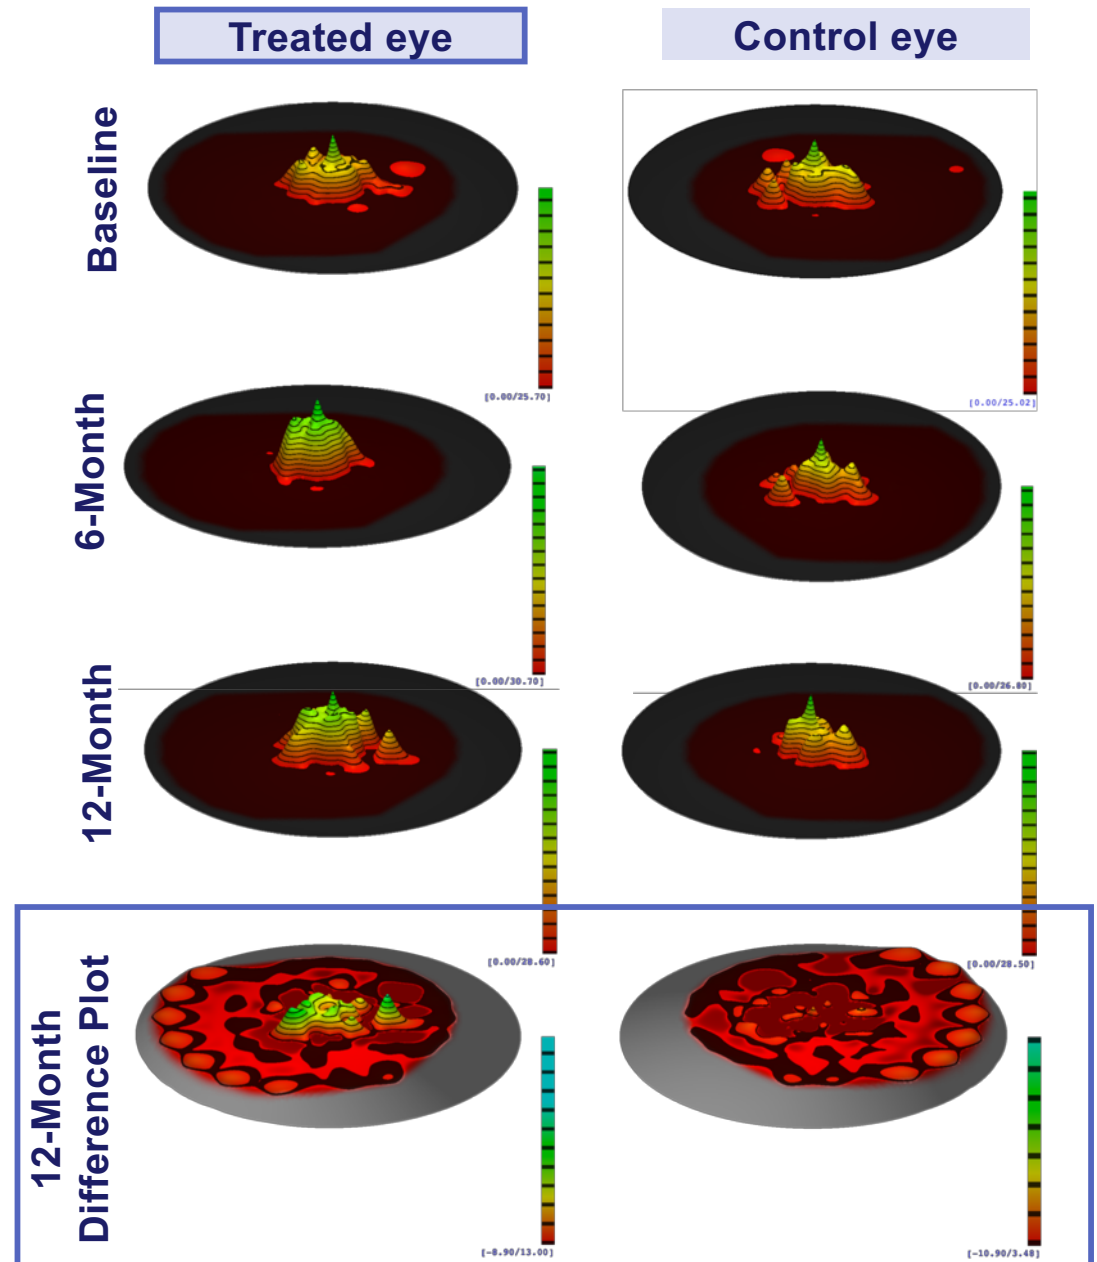 Treated eye
Control eye
Baseline
[0.00/25.70]
[0.00/25.02]
6-Month
[0.00/30.70]
[0.00/26.80]
12-Month
[0.00/28.60]
[0.00/28.50]
12-Month
Difference Plot
[-8.90/13.00]
[-10.90/3.48]